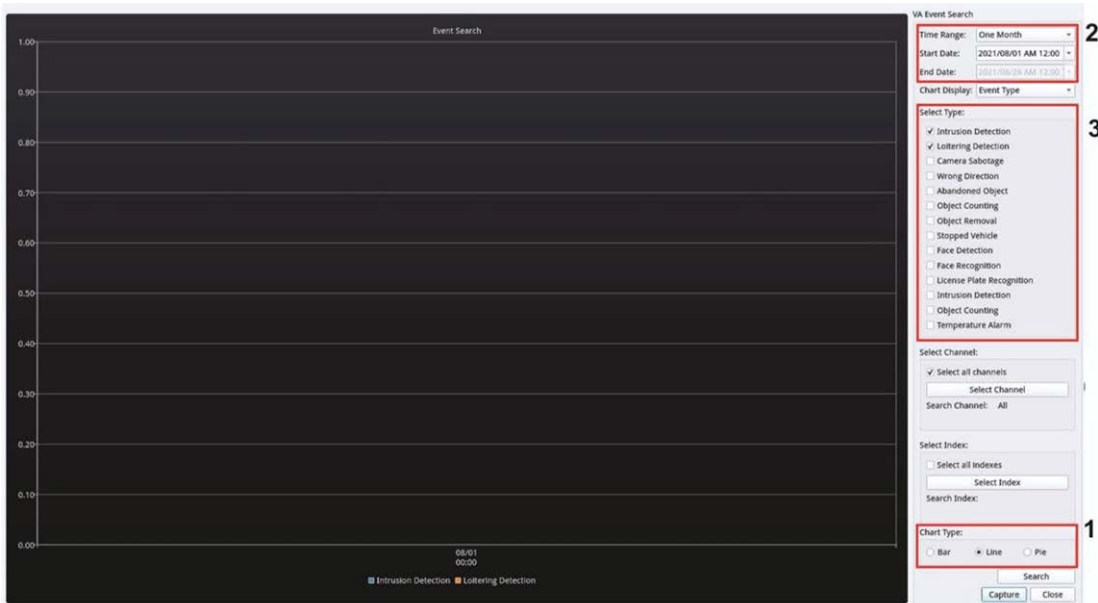 Event Search
1.00
0.90
0.80
0.70
0.60
0.50
0.40
0.30
0.20
0.10
0.00
08/01
00:00
Intrusion Detection Loitering Detection
VA Event Search
2
Time Range: One Month
Start Date: 2021/08/01 AM 12:00
End Date: AM 12:00
Chart Display: Event Type
3
Select Type:
Intrusion Detection
Loitering Detection
Camera Sabotage
Wrong Direction
Abandoned Object
Object Counting
Object Removal
Stopped Vehicle
Face Detection
Face Recognition
License Plate Recognition
Intrusion Detection
Object Counting
Temperature Alarm
Select Channel:
Select all channels
Select Channel
Search Channel: All
Select Index:
Select all indexes
Select Index
Search Index:
1
Chart Type:
Bar Line Pie
Search
Capture Close